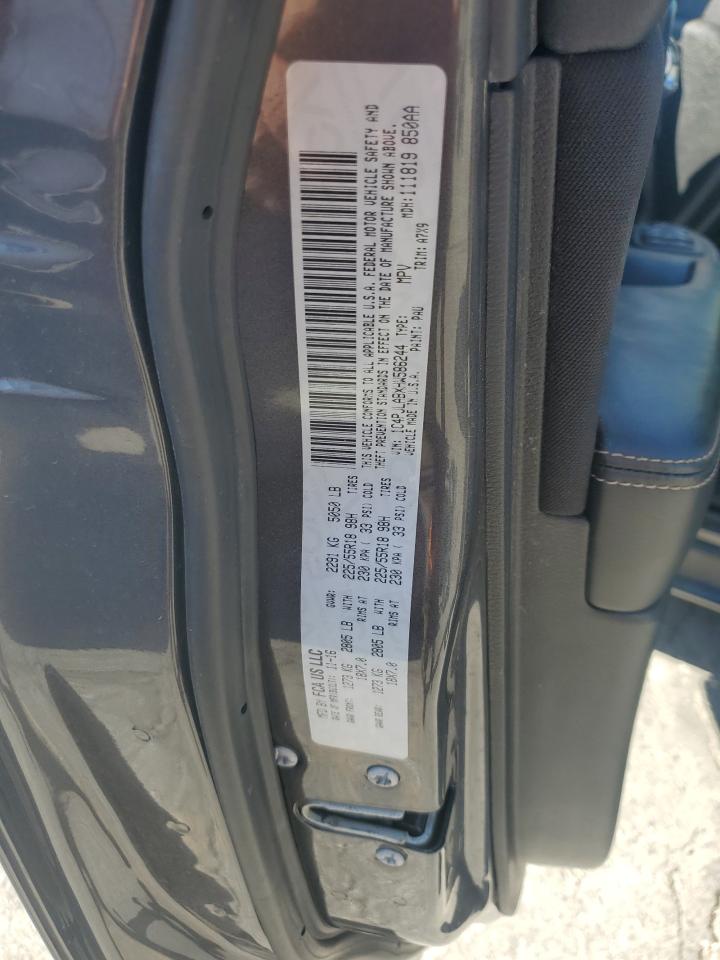 MFD BY FCA US LLC
DATE OF MFR: 11-16 GVWR: 2291 KG 5050 LB
GAWR FRONT: 1273 KG 2805 LB WITH 225/55R18 98H TIRES
18X7.0 RIMS AT 230 KPA ( 33 PSI) COLD
GAWR REAR: 1273 KG 2805 LB WITH 225/55R18 98H TIRES
18X7.0 RIMS AT 230 KPA ( 33 PSI) COLD
THIS VEHICLE CONFORMS TO ALL APPLICABLE U.S.A. FEDERAL MOTOR VEHICLE SAFETY AND
THEFT PREVENTION STANDARDS IN EFFECT ON THE DATE OF MANUFACTURE SHOWN ABOVE.
VIN: TYPE: MPV MDH: 111819 850AA
VEHICLE MADE IN U.S.A. PAINT: PAU TRIM: A7X9